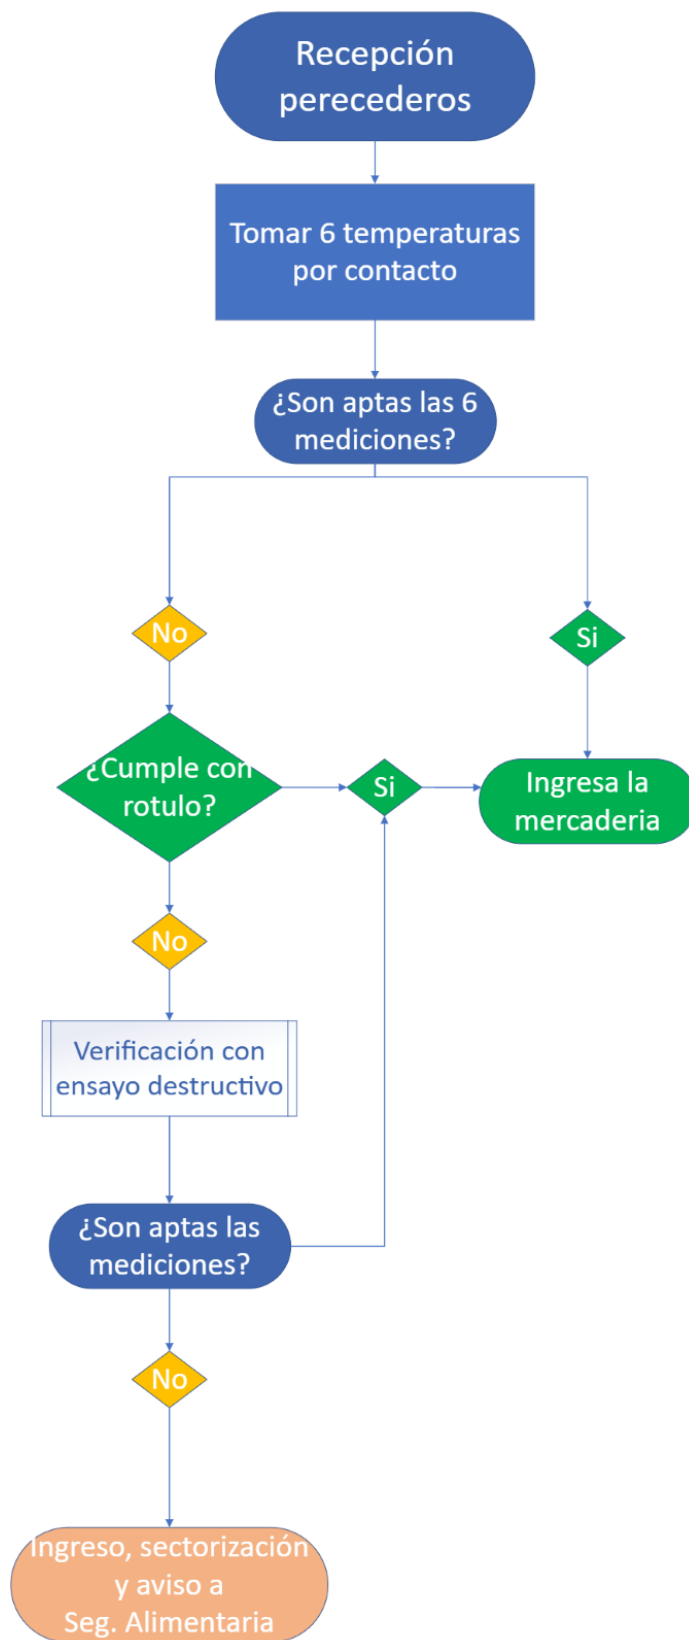 Recepción
perecederos
Tomar 6 temperaturas
por contacto
¿Son aptas las 6
mediciones?
No
Si
¿Cumple con
rotulo?
Si
Ingresa la
mercaderia
No
Verificación con
ensayo destructivo
¿Son aptas las
mediciones?
No
Ingreso, sectorización
y aviso a
Seg. Alimentaria